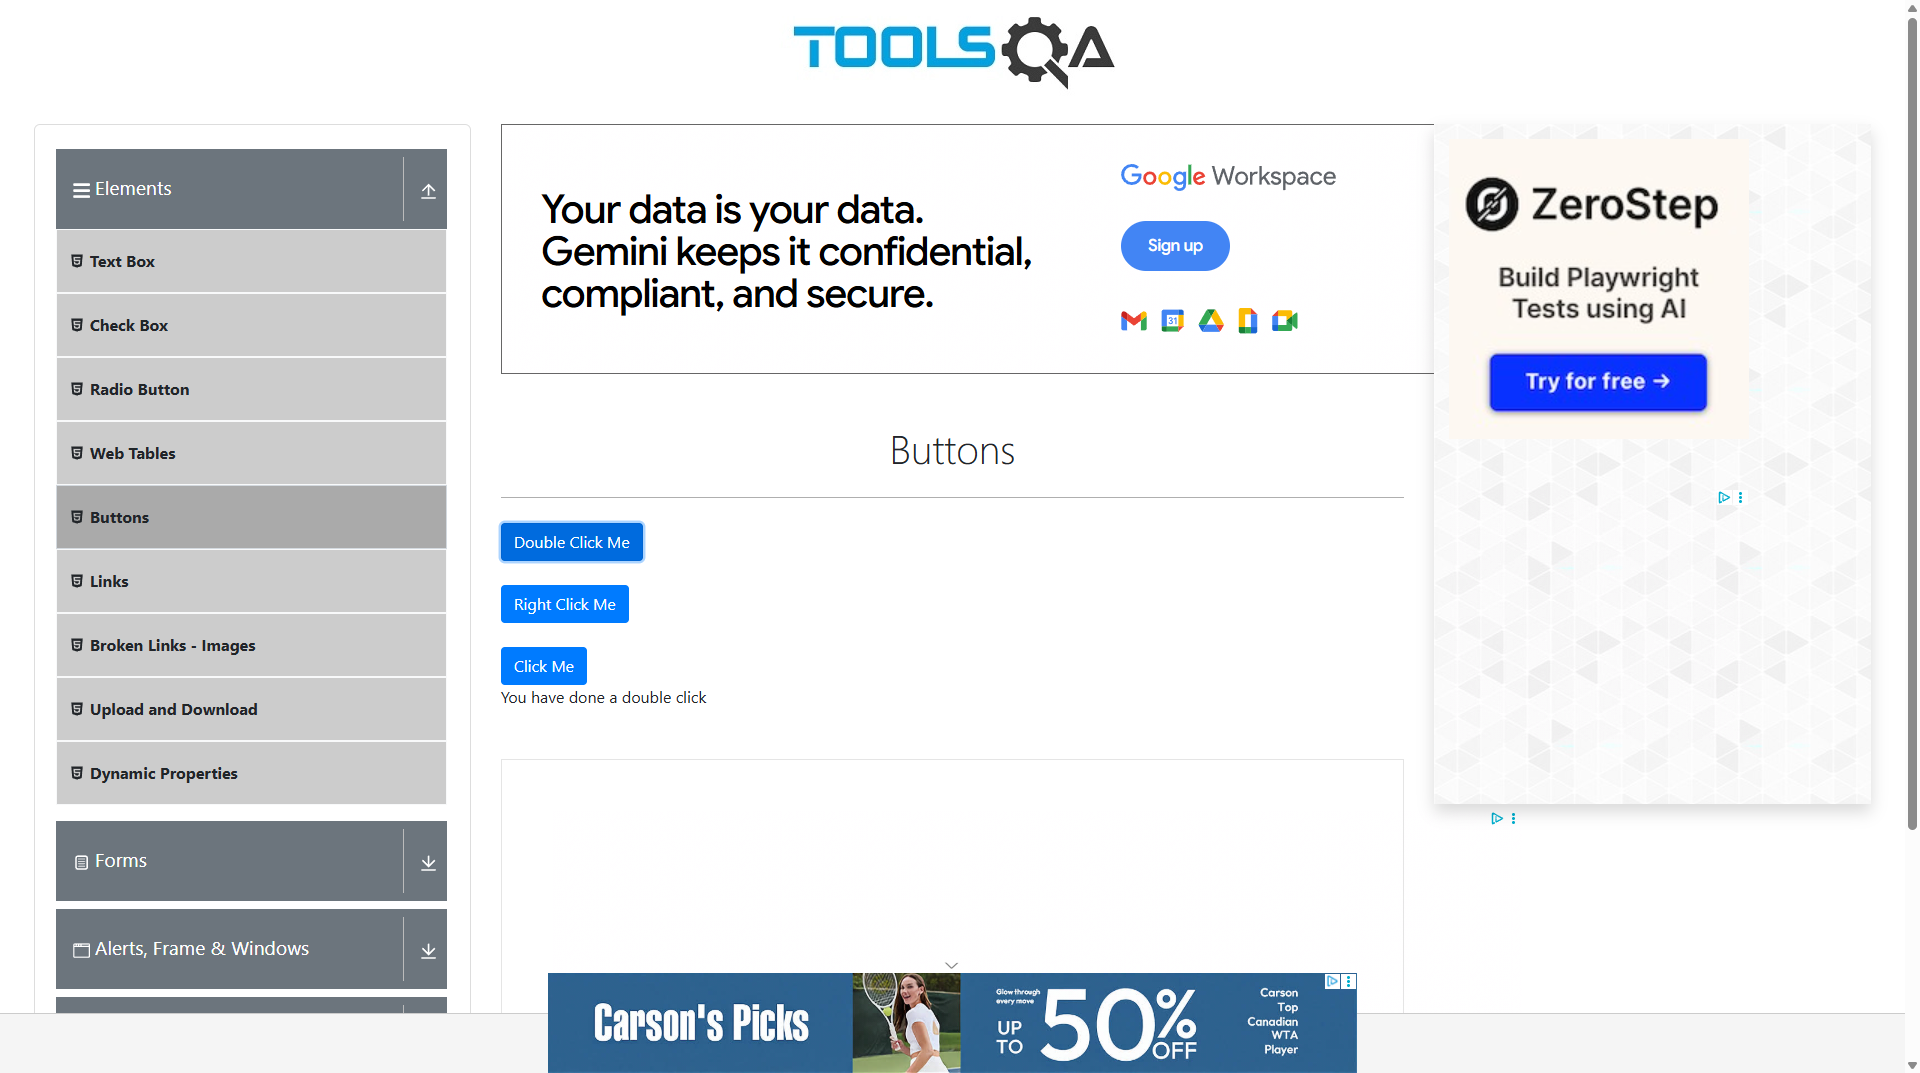 TOOLSQA
Elements
Text Box
Check Box
Radio Button
Web Tables
Buttons
Links
Broken Links - Images
Upload and Download
Dynamic Properties
Forms
Alerts, Frame & Windows
Your data is your data.
Gemini keeps it confidential,
compliant, and secure.
Google Workspace
Sign up
31
Buttons
Double Click Me
Right Click Me
Click Me
You have done a double click
ZeroStep
Build Playwright
Tests using AI
Try for free →
Carson's Picks
Glow through
every move
UP
TO
50%
OFF
Carson
Top
Canadian
WTA
Player